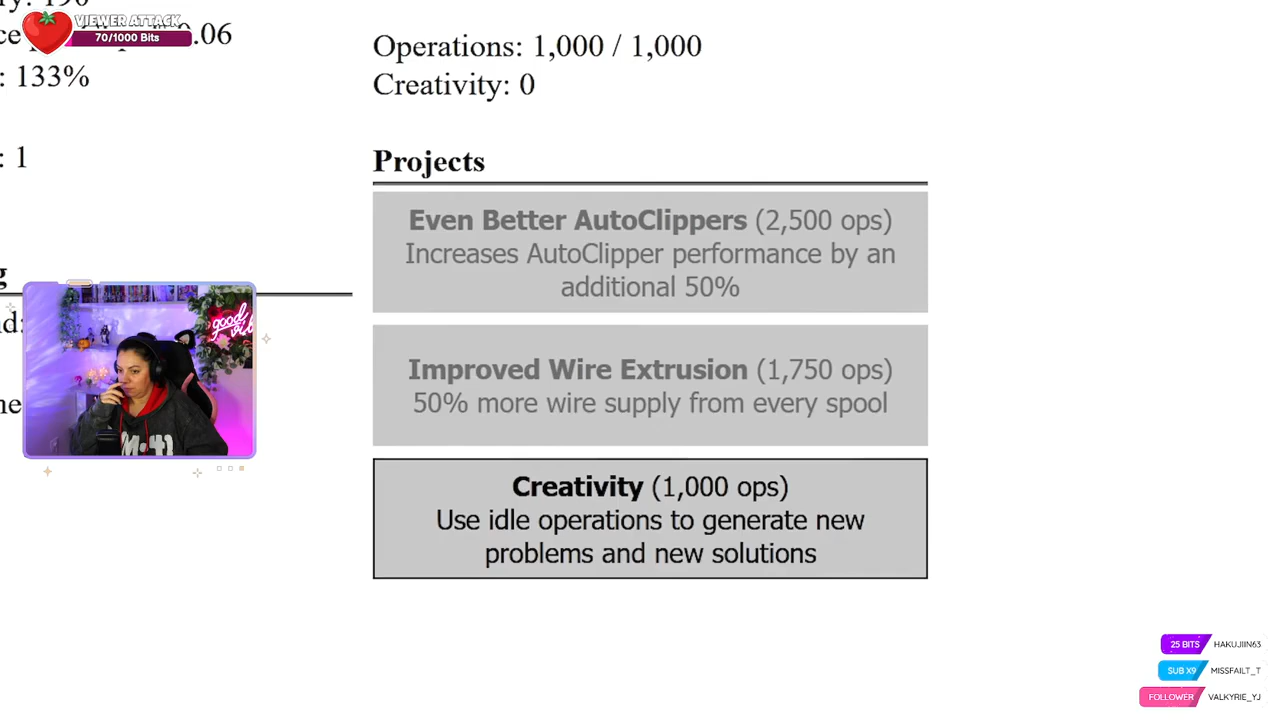 VIEWER ATTACK
70/1000 Bits
.06
: 133%
: 1
Operations: 1,000 / 1,000
Creativity: 0
Projects
Even Better AutoClippers (2,500 ops)
Increases AutoClipper performance by an
additional 50%
Improved Wire Extrusion (1,750 ops)
50% more wire supply from every spool
Creativity (1,000 ops)
Use idle operations to generate new
problems and new solutions
good
25 BITS HAKUJIIN63
SUB X9 MISSFAILT_T
FOLLOWER VALKYRIE_YJ